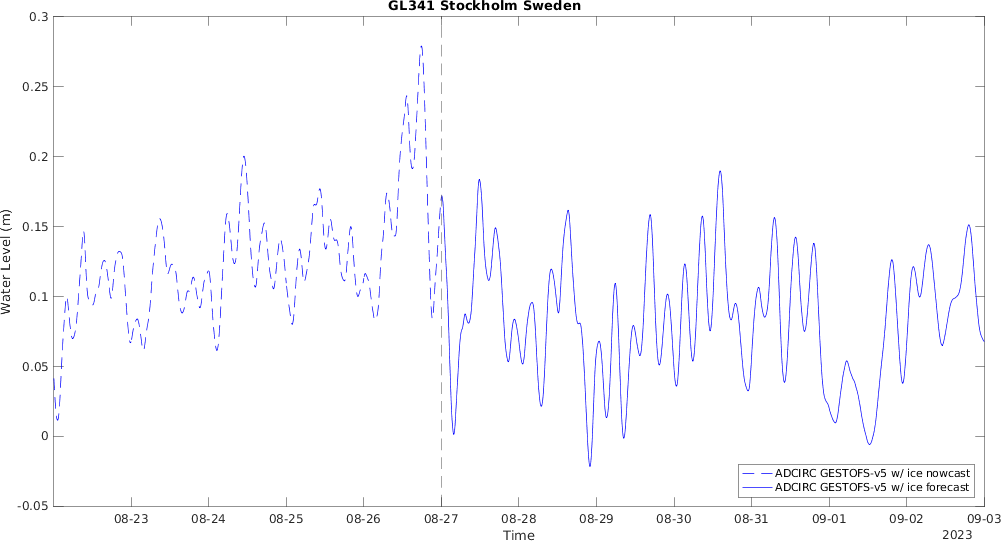 GL341 Stockholm Sweden
0.3
0.25
0.2
0.15
0.1
0.05
0
-0.05
Water Level (m)
08-23 08-24 08-25 08-26 08-27 08-28 08-29 08-30 08-31 09-01 09-02 09-03
Time
2023
ADCIRC GESTOFS-v5 w/ ice nowcast
ADCIRC GESTOFS-v5 w/ ice forecast